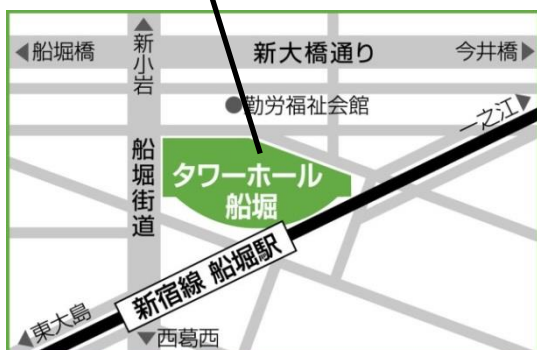 ◀船堀橋
▲新小岩
新大橋通り
今井橋▶
●勤労福祉会館
一之江▶
船堀街道
タワーホール
船堀
新宿線 船堀駅
◀東大島
▼西葛西